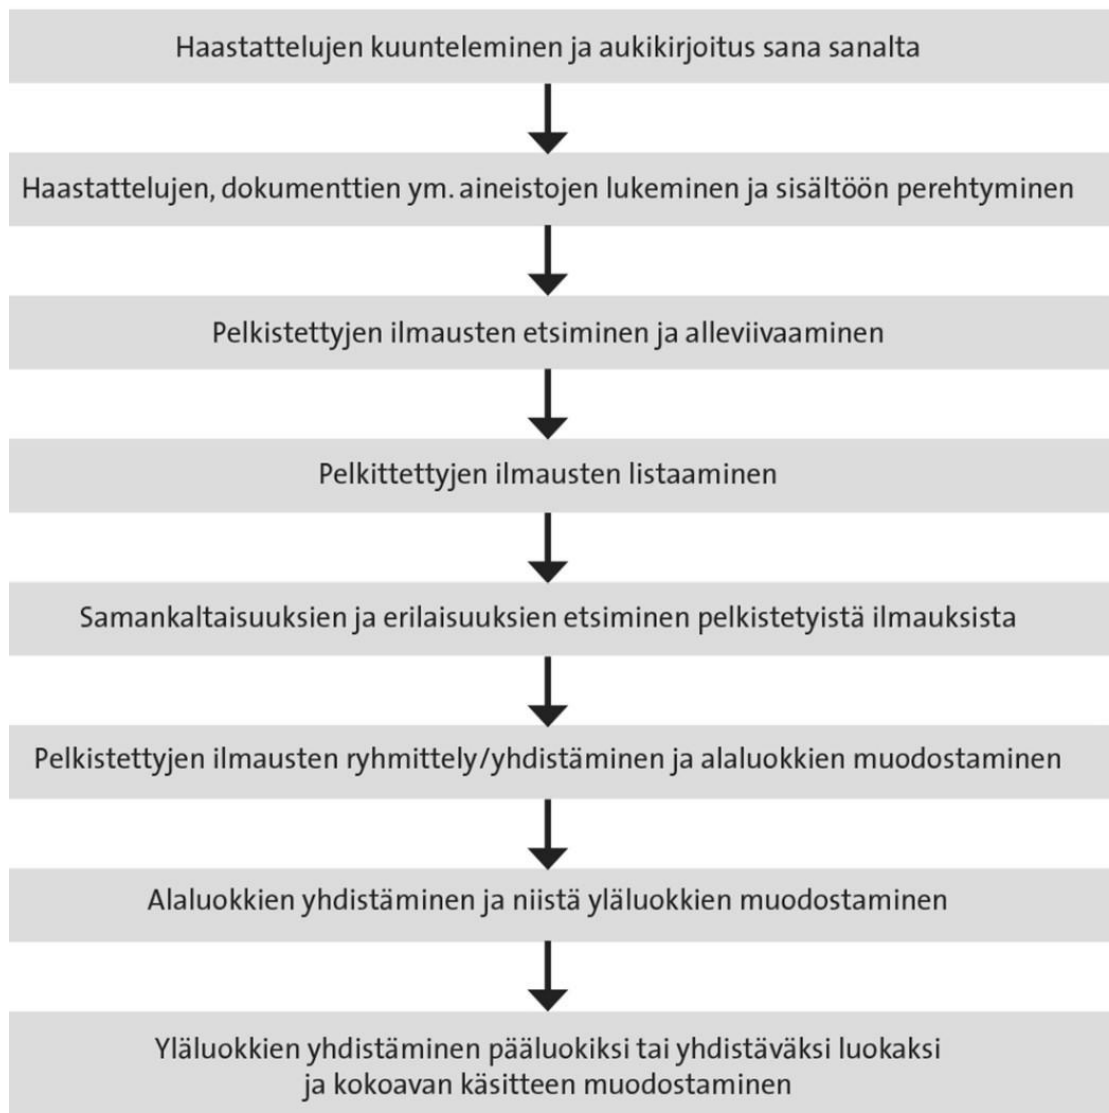 Haastattelujen kuunteleminen ja aukikirjoitus sana sanalta
Haastattelujen, dokumenttien ym. aineistojen lukeminen ja sisältöön perehtyminen
Pelkistettyjen ilmausten etsiminen ja alleviivaaminen
Pelkittettyjen ilmausten listaaminen
Samankaltaisuuksien ja erilaisuuksien etsiminen pelkistetyistä ilmauksista
Pelkistettyjen ilmausten ryhmittely/yhdistäminen ja alaluokkien muodostaminen
Alaluokkien yhdistäminen ja niistä yläluokkien muodostaminen
Yläluokkien yhdistäminen pääluokiksi tai yhdistäväksi luokaksi
ja kokoavan käsitteen muodostaminen